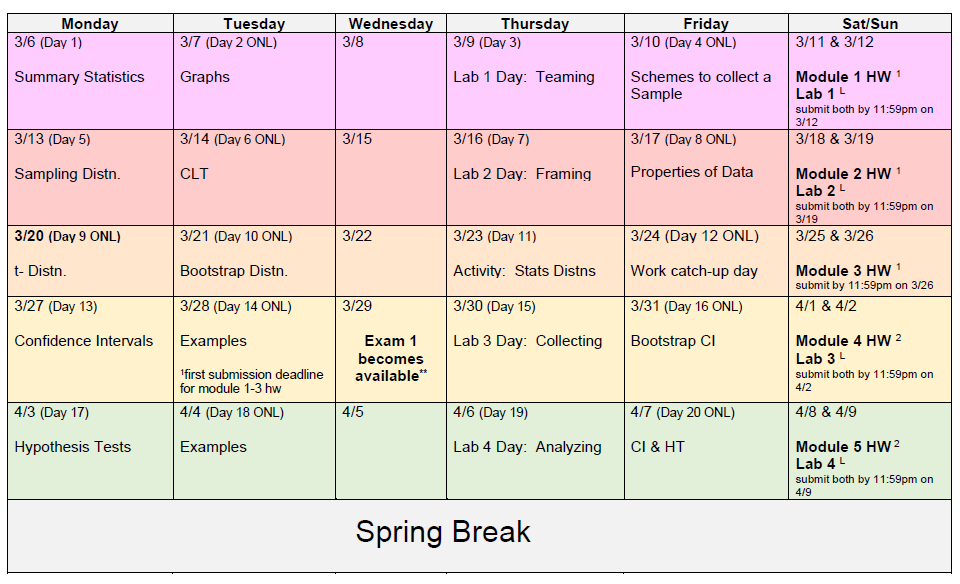 Monday Tuesday Wednesday Thursday Friday Sat/Sun
3/6 (Day 1)
Summary Statistics
3/7 (Day 2 ONL)
Graphs
3/8
3/9 (Day 3)
Lab 1 Day: Teaming
3/10 (Day 4 ONL)
Schemes to collect a
Sample
3/11 & 3/12
Module 1 HW ¹
Lab 1 ᴸ
submit both by 11:59pm on
3/12
3/13 (Day 5)
Sampling Distn.
3/14 (Day 6 ONL)
CLT
3/15
3/16 (Day 7)
Lab 2 Day: Framing
3/17 (Day 8 ONL)
Properties of Data
3/18 & 3/19
Module 2 HW ¹
Lab 2 ᴸ
submit both by 11:59pm on
3/19
3/20 (Day 9 ONL)
t- Distn.
3/21 (Day 10 ONL)
Bootstrap Distn.
3/22
3/23 (Day 11)
Activity: Stats Distns
3/24 (Day 12 ONL)
Work catch-up day
3/25 & 3/26
Module 3 HW ¹
submit by 11:59pm on 3/26
3/27 (Day 13)
Confidence Intervals
3/28 (Day 14 ONL)
Examples
¹first submission deadline
for module 1-3 hw
3/29
Exam 1
becomes
available**
3/30 (Day 15)
Lab 3 Day: Collecting
3/31 (Day 16 ONL)
Bootstrap CI
4/1 & 4/2
Module 4 HW ²
Lab 3 ᴸ
submit both by 11:59pm on
4/2
4/3 (Day 17)
Hypothesis Tests
4/4 (Day 18 ONL)
Examples
4/5
4/6 (Day 19)
Lab 4 Day: Analyzing
4/7 (Day 20 ONL)
CI & HT
4/8 & 4/9
Module 5 HW ²
Lab 4 ᴸ
submit both by 11:59pm on
4/9
Spring Break